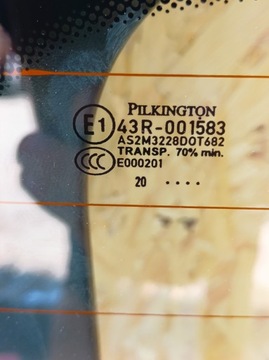 PILKINGTON
E1 43R-001583
AS2M3228DOT682
TRANSP. 70% min.
CCC E000201
20 ....